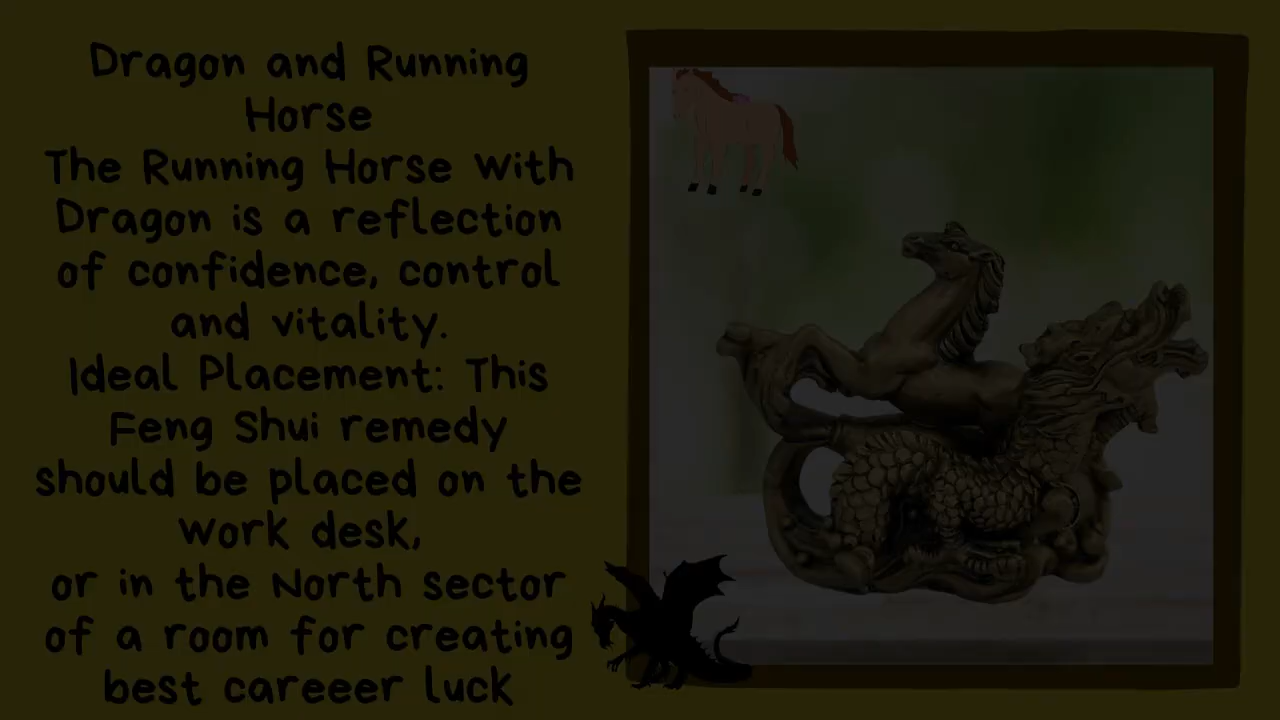 Dragon and Running
Horse
The Running Horse with
Dragon is a reflection
of confidence, control
and vitality.
Ideal Placement: This
Feng Shui remedy
should be placed on the
work desk,
or in the North sector
of a room for creating
best careeer luck